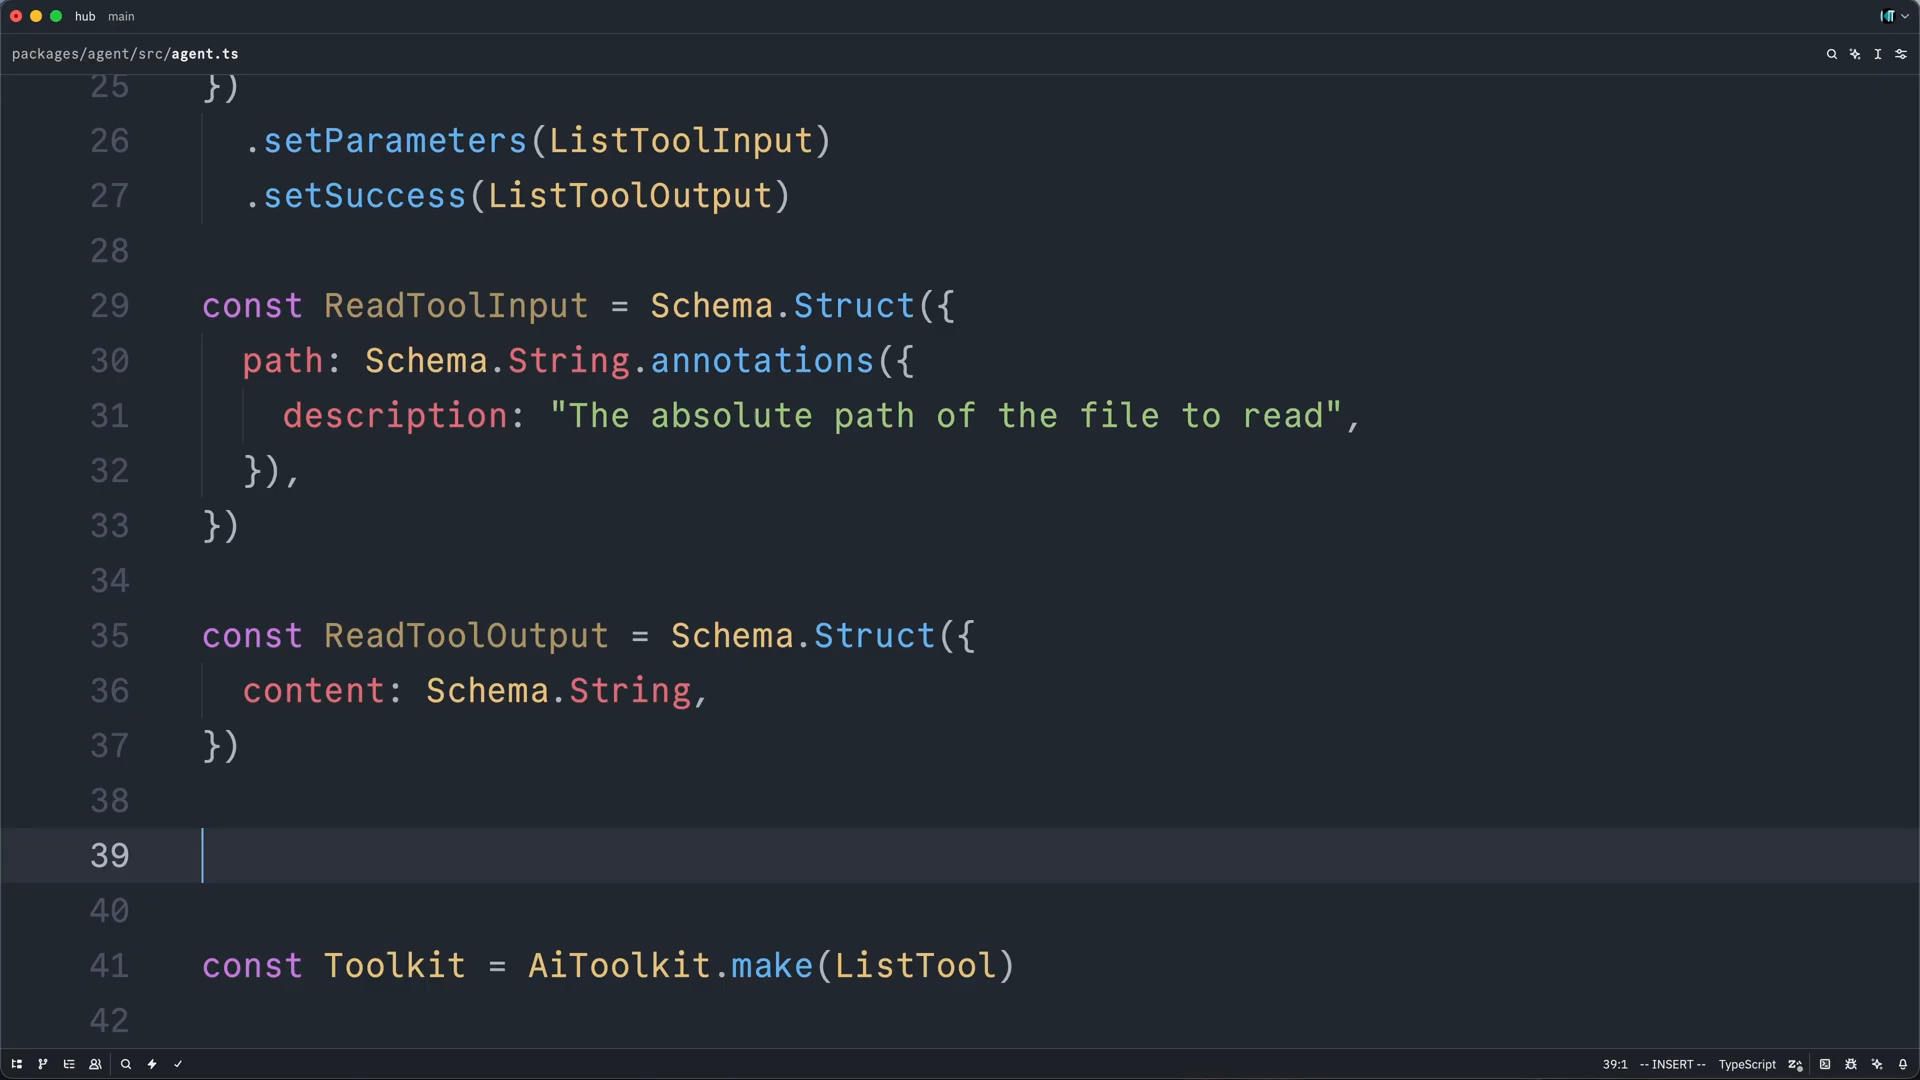 hub main
packages/agent/src/agent.ts
25 })
26 .setParameters(ListToolInput)
27 .setSuccess(ListToolOutput)
28
29 const ReadToolInput = Schema.Struct({
30 path: Schema.String.annotations({
31 description: "The absolute path of the file to read",
32 }),
33 })
34
35 const ReadToolOutput = Schema.Struct({
36 content: Schema.String,
37 })
38
39
40
41 const Toolkit = AiToolkit.make(ListTool)
42
39:1 -- INSERT -- TypeScript